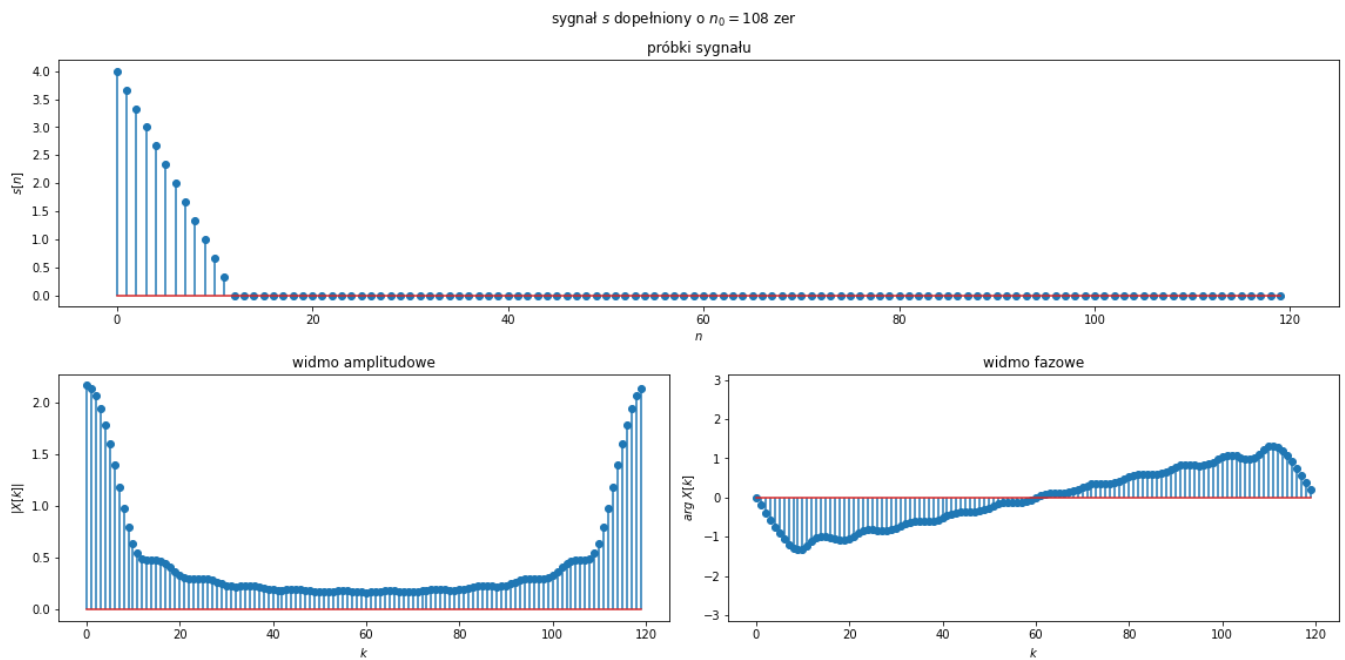 sygnał s dopełniony o n₀ = 108 zer
próbki sygnału
4.0
3.5
3.0
2.5
2.0
1.5
1.0
0.5
0.0
s[n]
0 20 40 60 80 100 120
n
widmo amplitudowe
2.0
1.5
1.0
0.5
0.0
|X[k]|
0 20 40 60 80 100 120
k
widmo fazowe
3
2
1
0
−1
−2
−3
arg X[k]
0 20 40 60 80 100 120
k